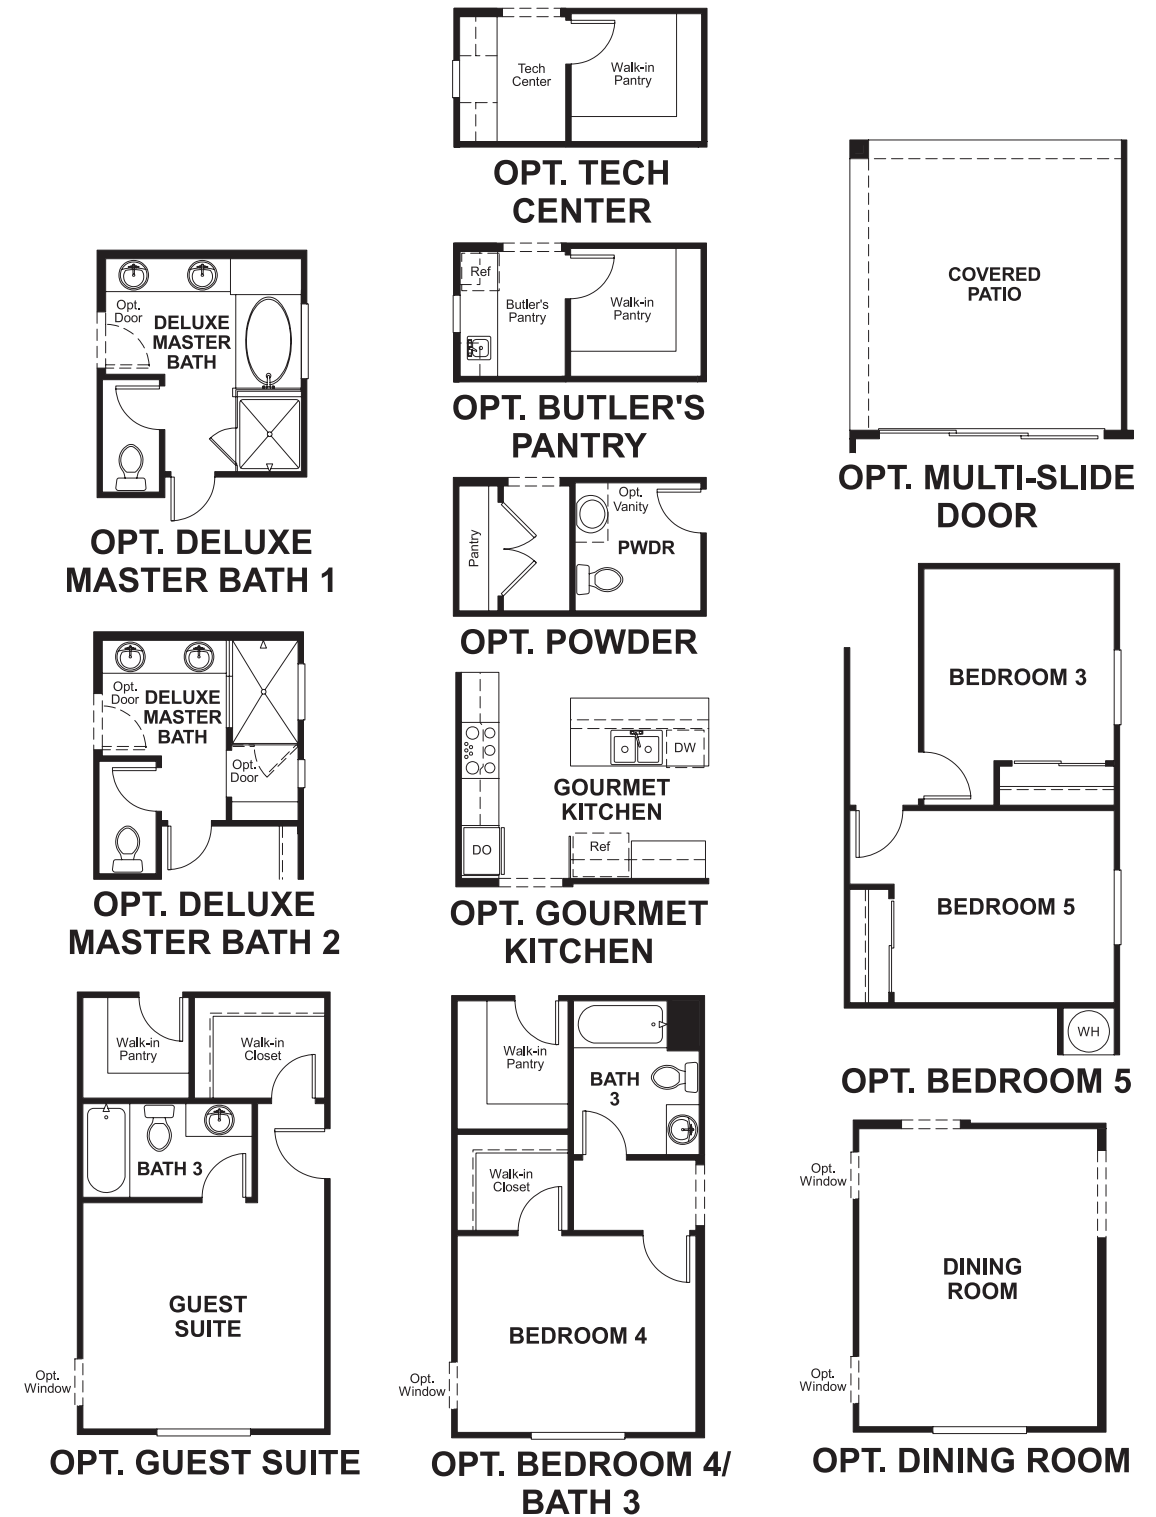 Tech
Center
Walk-in
Pantry
OPT. TECH
CENTER
Ref
Butler's
Pantry
Walk-in
Pantry
OPT. BUTLER'S
PANTRY
COVERED
PATIO
OPT. MULTI-SLIDE
DOOR
Opt.
Door
DELUXE
MASTER
BATH
OPT. DELUXE
MASTER BATH 1
Pantry
Opt.
Vanity
PWDR
OPT. POWDER
Opt.
Door
DELUXE
MASTER
BATH
Opt.
Door
OPT. DELUXE
MASTER BATH 2
DW
GOURMET
KITCHEN
DO
Ref
OPT. GOURMET
KITCHEN
BEDROOM 3
BEDROOM 5
WH
OPT. BEDROOM 5
Walk-in
Pantry
Walk-in
Closet
BATH 3
GUEST
SUITE
Opt.
Window
OPT. GUEST SUITE
Walk-in
Pantry
BATH
3
Walk-in
Closet
BEDROOM 4
Opt.
Window
OPT. BEDROOM 4/
BATH 3
Opt.
Window
DINING
ROOM
Opt.
Window
OPT. DINING ROOM